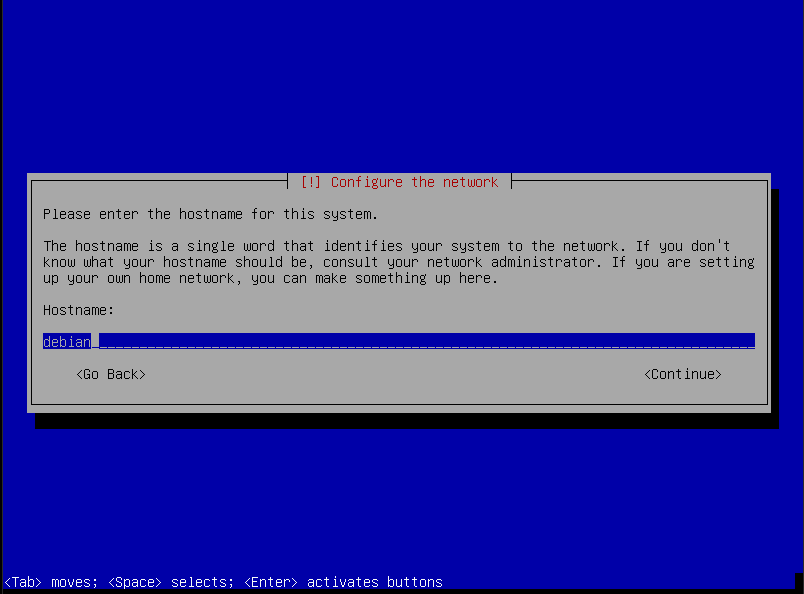 [!] Configure the network
Please enter the hostname for this system.
The hostname is a single word that identifies your system to the network. If you don't
know what your hostname should be, consult your network administrator. If you are setting
up your own home network, you can make something up here.
Hostname:
debian
<Go Back> <Continue>
<Tab> moves; <Space> selects; <Enter> activates buttons